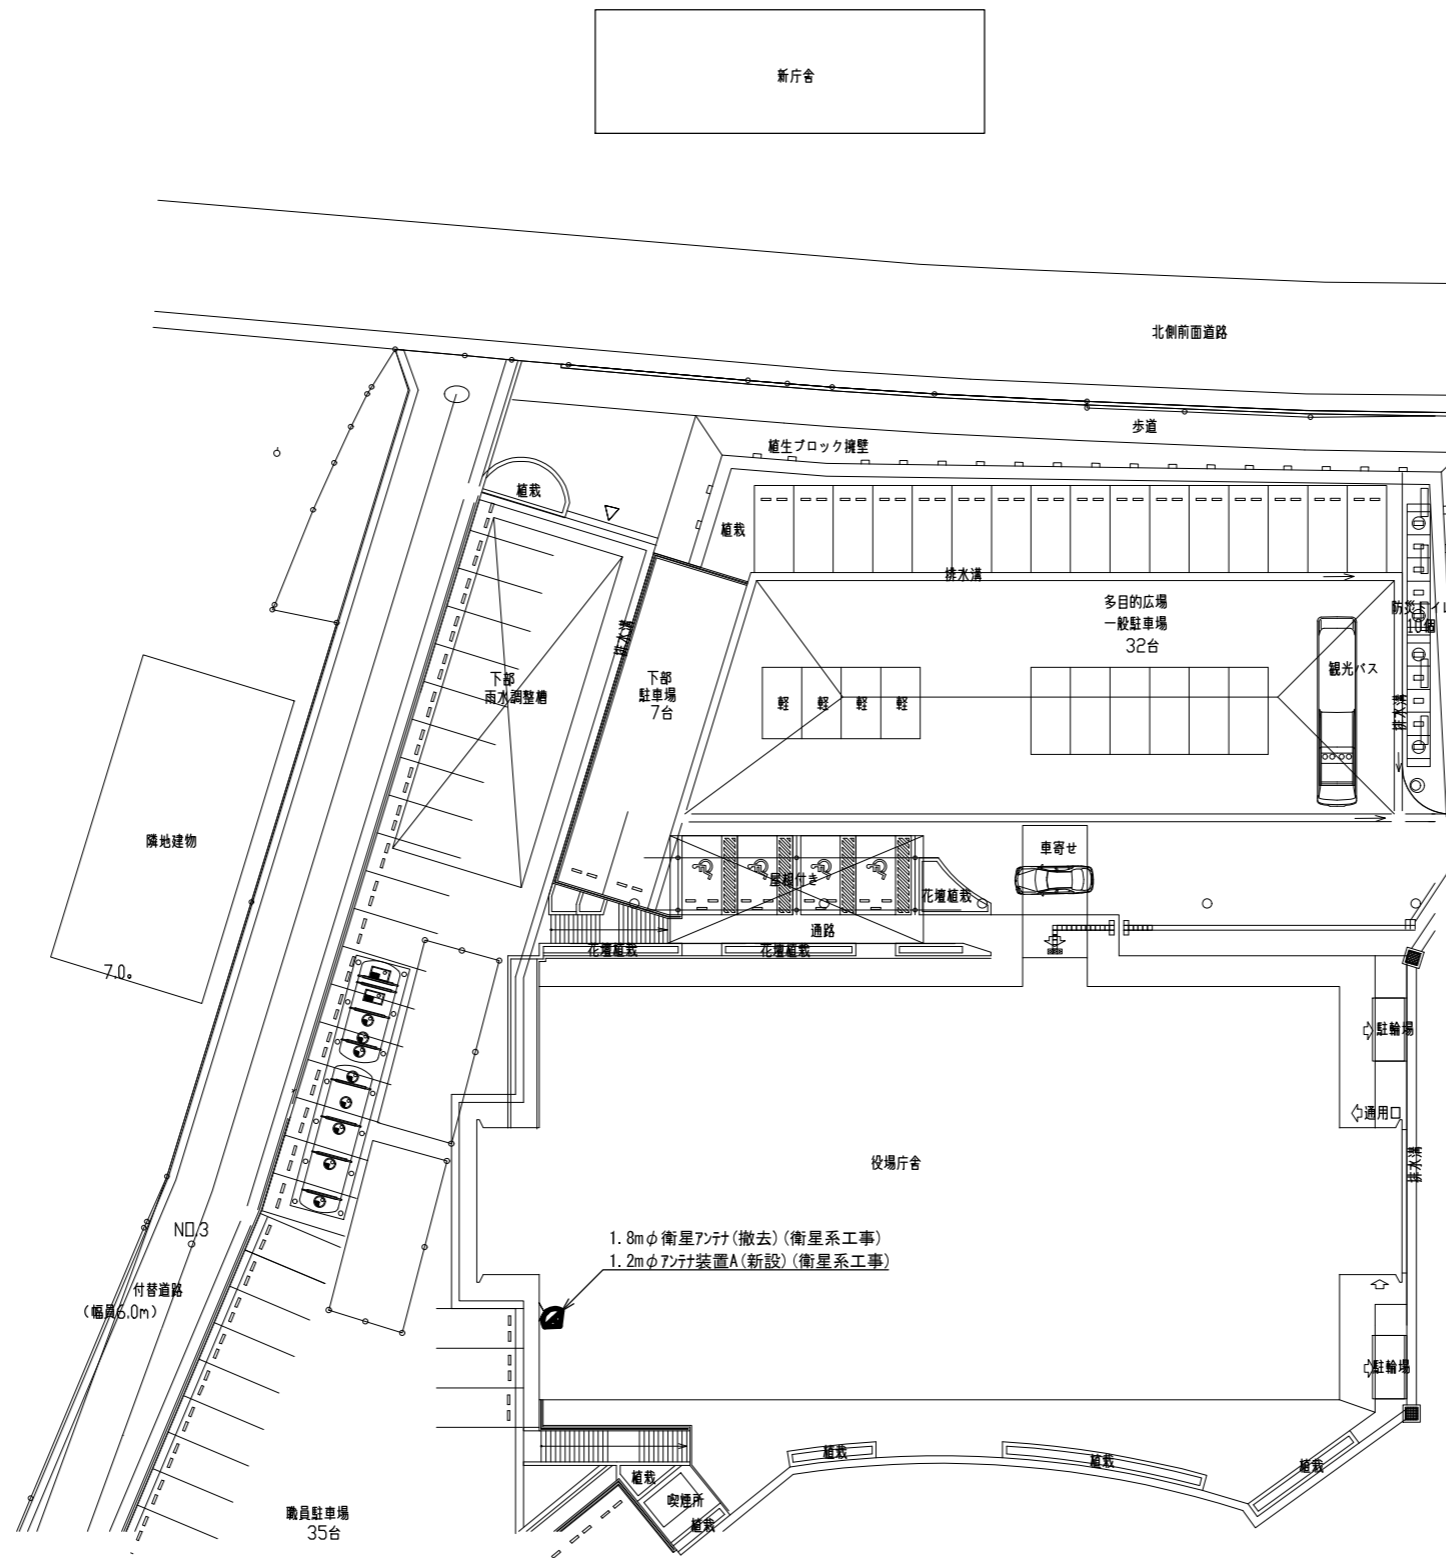 新庁舎
北側前面道路
歩道
植生ブロック擁壁
植栽
植栽
排水溝
多目的広場
一般駐車場
32台
防災トイレ
10個
観光バス
排水溝
排水溝
下部
雨水調整槽
下部
駐車場
7台
軽
軽
軽
軽
隣地建物
車寄せ
屋根付き
花壇植栽
通路
花壇植栽
花壇植栽
7.0
駐輪場
通用口
役場庁舎
排水溝
NO.3
1.8mφ衛星アンテナ(撤去)(衛星系工事)
1.2mφアンテナ装置A(新設)(衛星系工事)
付替道路
(幅員6.0m)
駐輪場
植栽
植栽
植栽
植栽
喫煙所
植栽
職員駐車場
35台